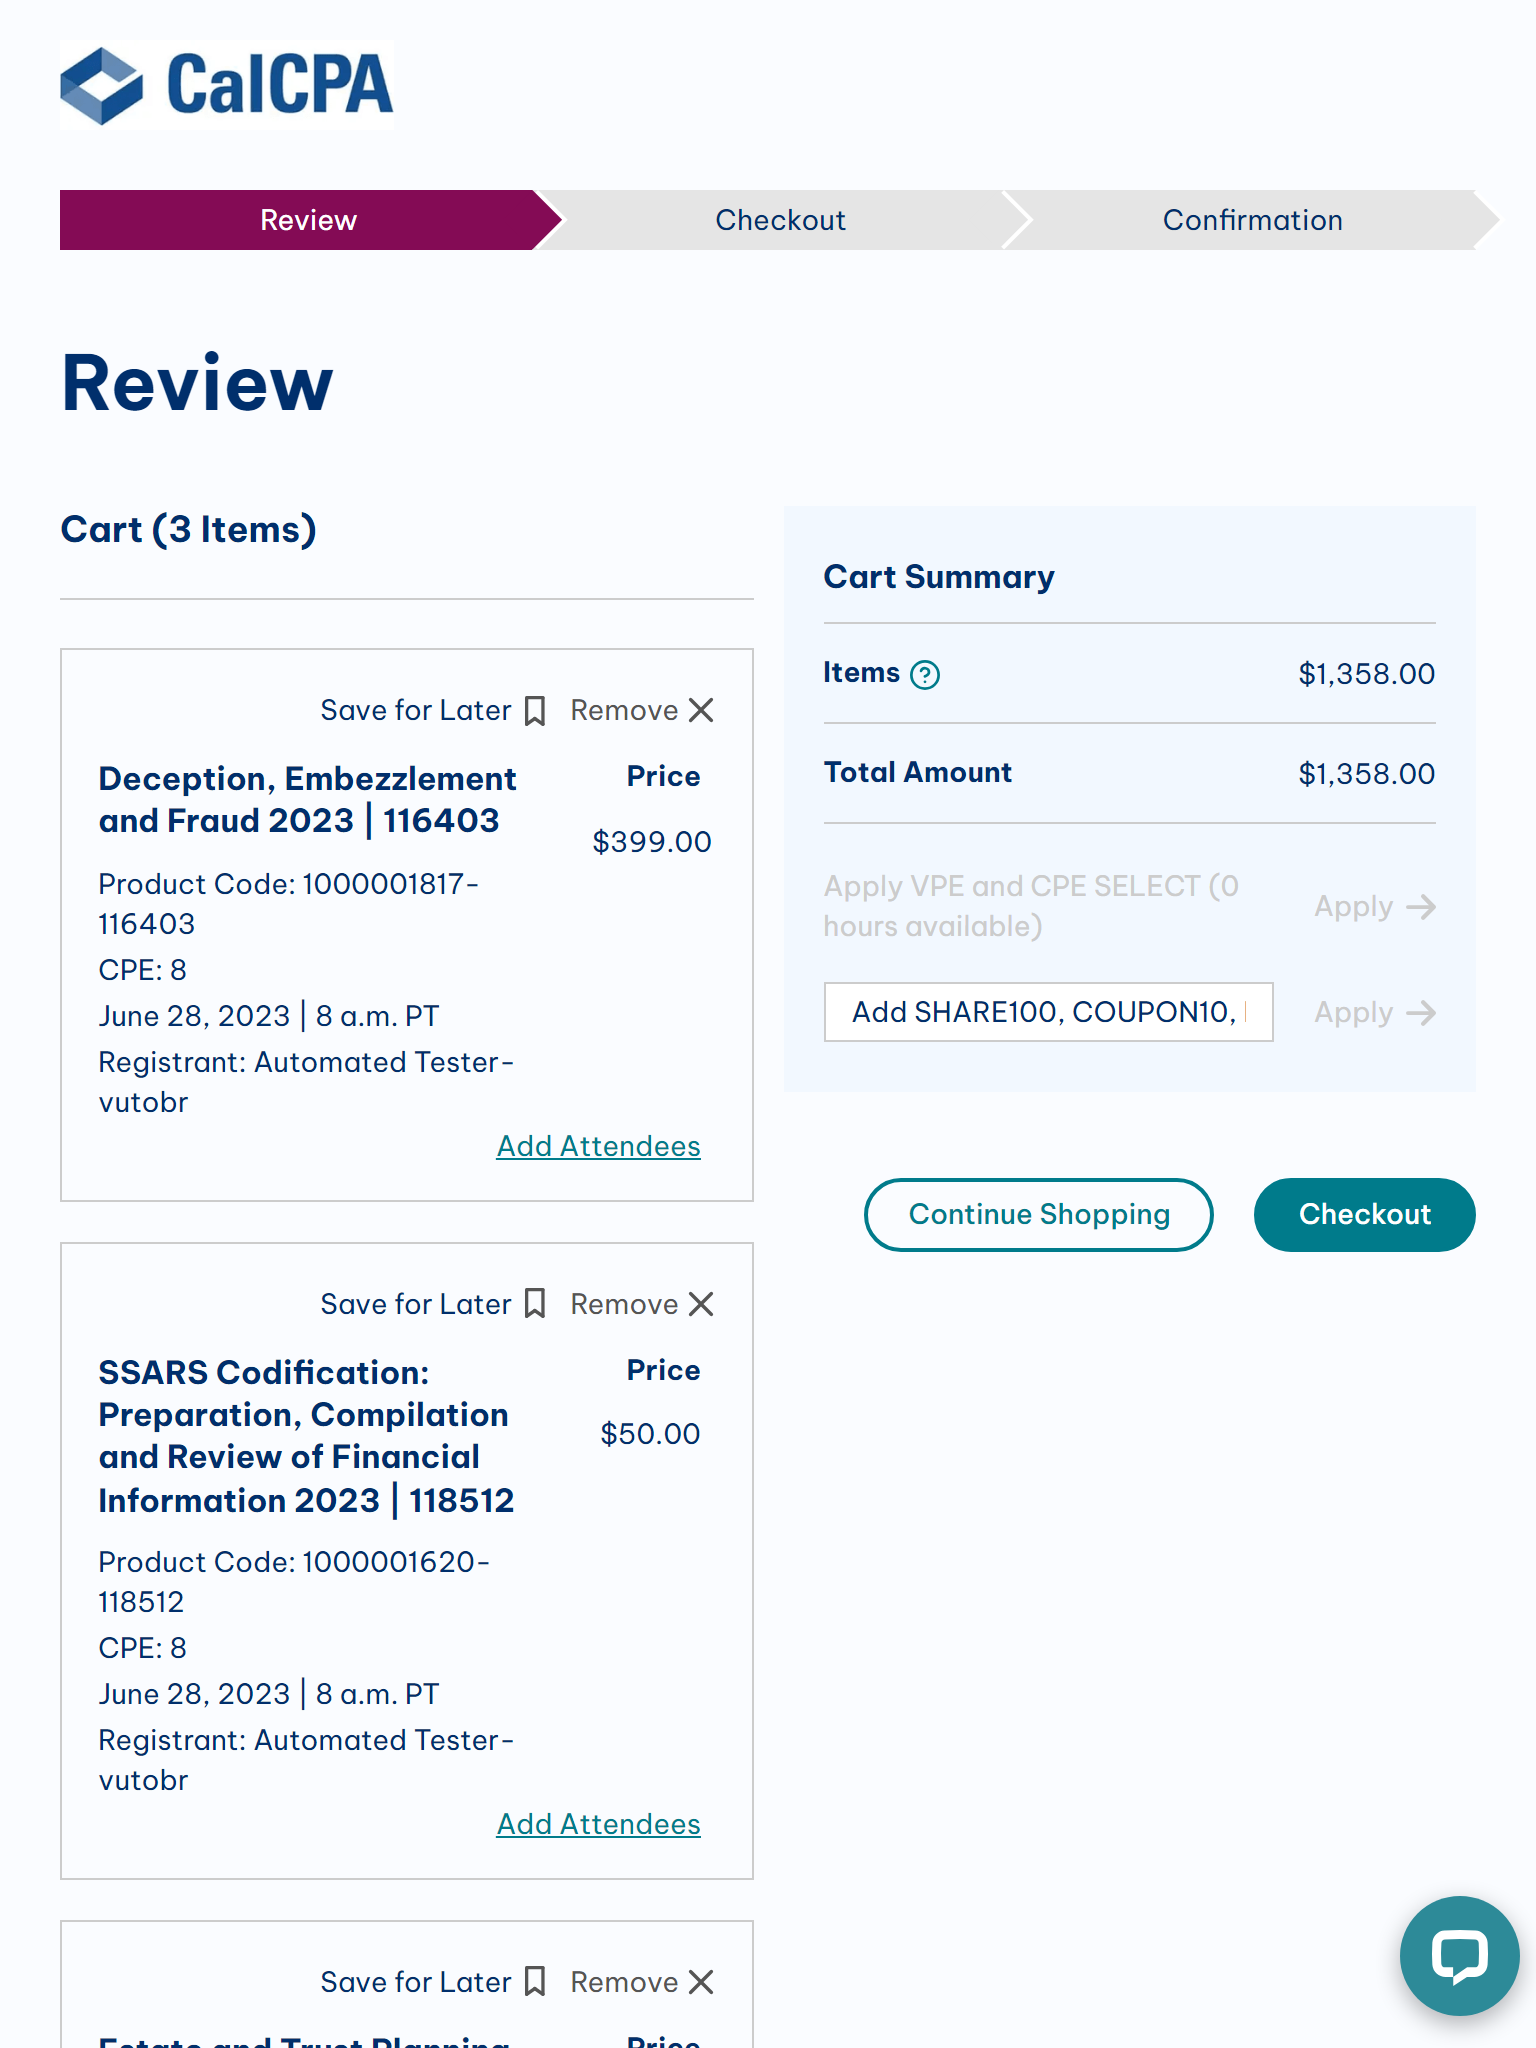 CalCPA
Review
Checkout
Confirmation
Review
Cart (3 Items)
Save for Later
Remove
Deception, Embezzlement
and Fraud 2023 | 116403
Price
$399.00
Product Code: 1000001817-
116403
CPE: 8
June 28, 2023 | 8 a.m. PT
Registrant: Automated Tester-
vutobr
Add Attendees
Save for Later
Remove
SSARS Codification:
Preparation, Compilation
and Review of Financial
Information 2023 | 118512
Price
$50.00
Product Code: 1000001620-
118512
CPE: 8
June 28, 2023 | 8 a.m. PT
Registrant: Automated Tester-
vutobr
Add Attendees
Save for Later
Remove
Estate and Trust Planning
Price
Cart Summary
Items
$1,358.00
Total Amount
$1,358.00
Apply VPE and CPE SELECT (0
hours available)
Apply
Add SHARE100, COUPON10,
Apply
Continue Shopping
Checkout